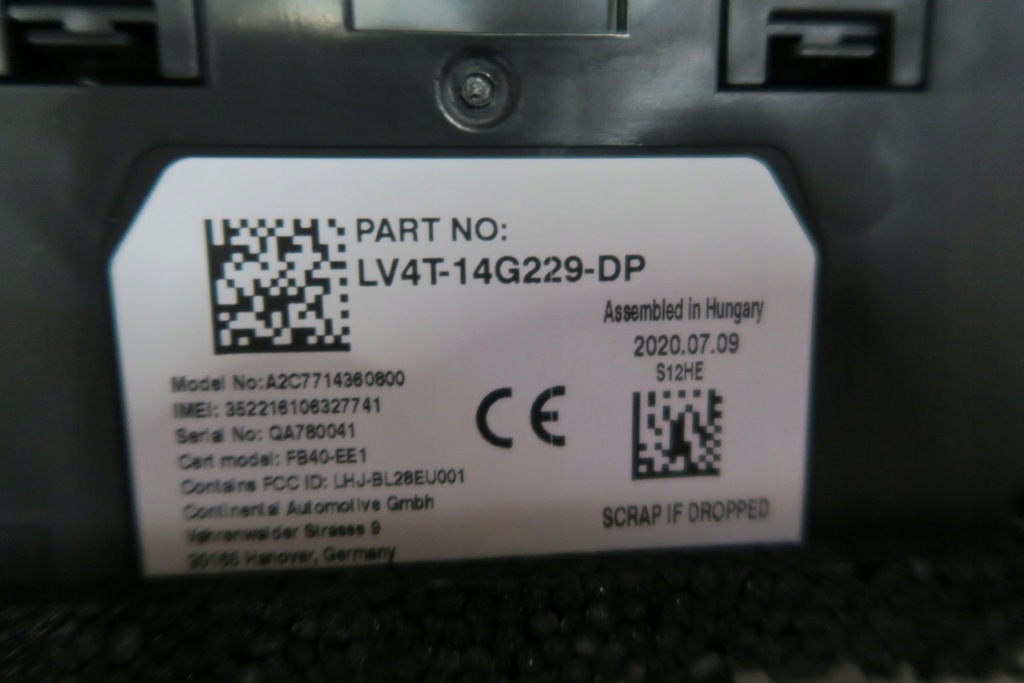 PART NO:
LV4T-14G229-DP
Assembled in Hungary
2020.07.09
S12HE
Model No:A2C7714360800
IMEI: 352216106327741
Serial No: QA780041
Cert model: FB40-EE1
Contains FCC ID: LHJ-BL28EU001
Continental Automotive Gmbh
Vahrenwalder Strasse 9
30165 Hanover, Germany
CE
SCRAP IF DROPPED